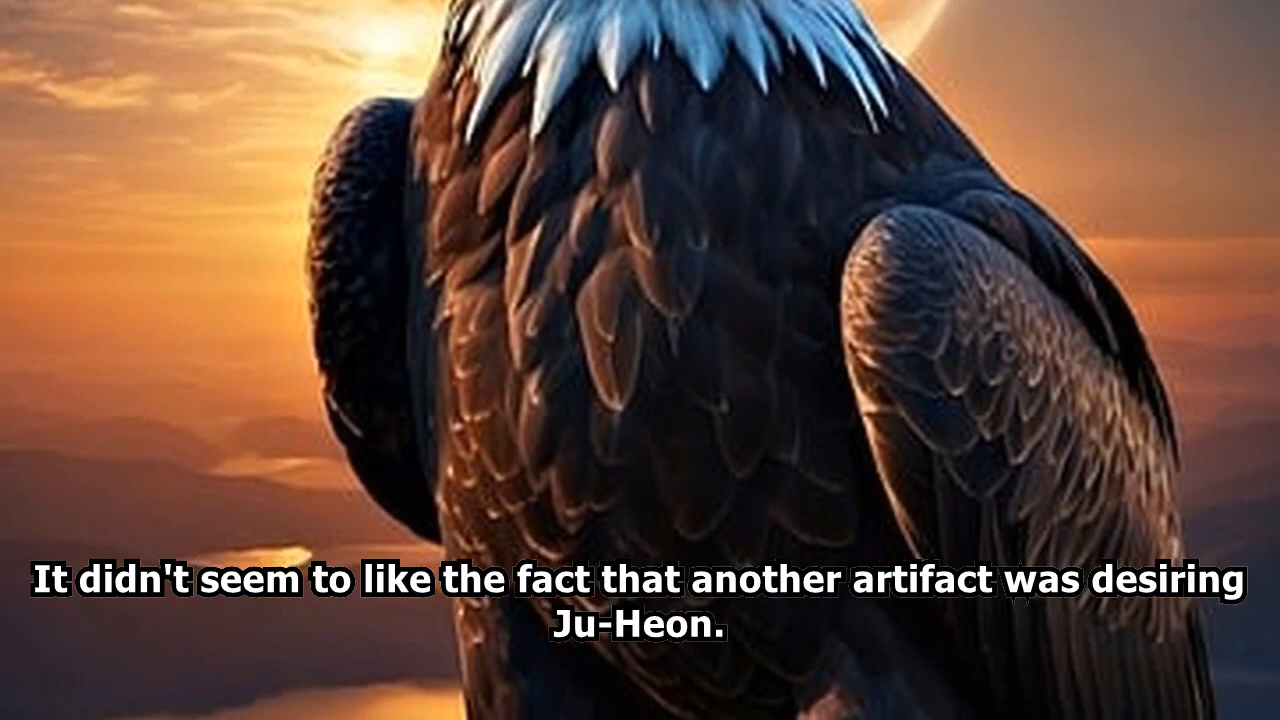 It didn't seem to like the fact that another artifact was desiring
Ju-Heon.